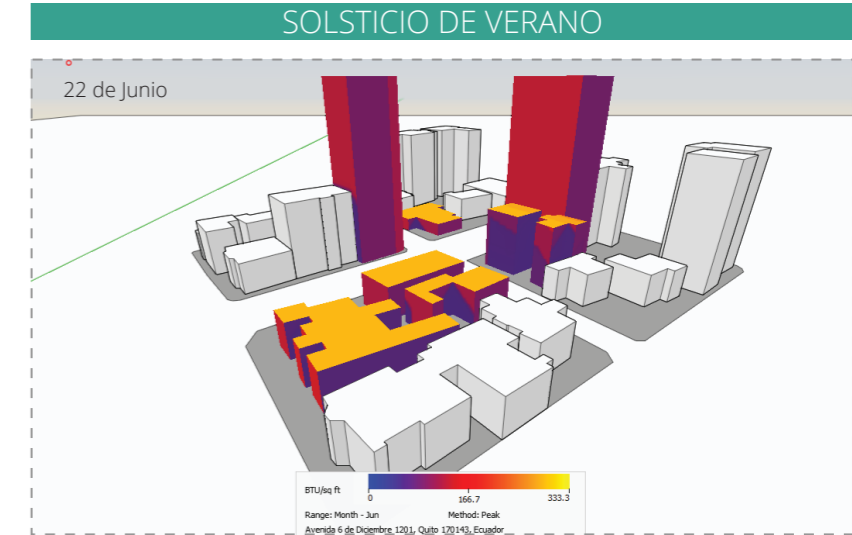 SOLSTICIO DE VERANO
22 de Junio
BTU/sq ft
0
166.7
333.3
Range: Month - Jun
Method: Peak
Avenida 6 de Diciembre 1201, Quito 170143, Ecuador